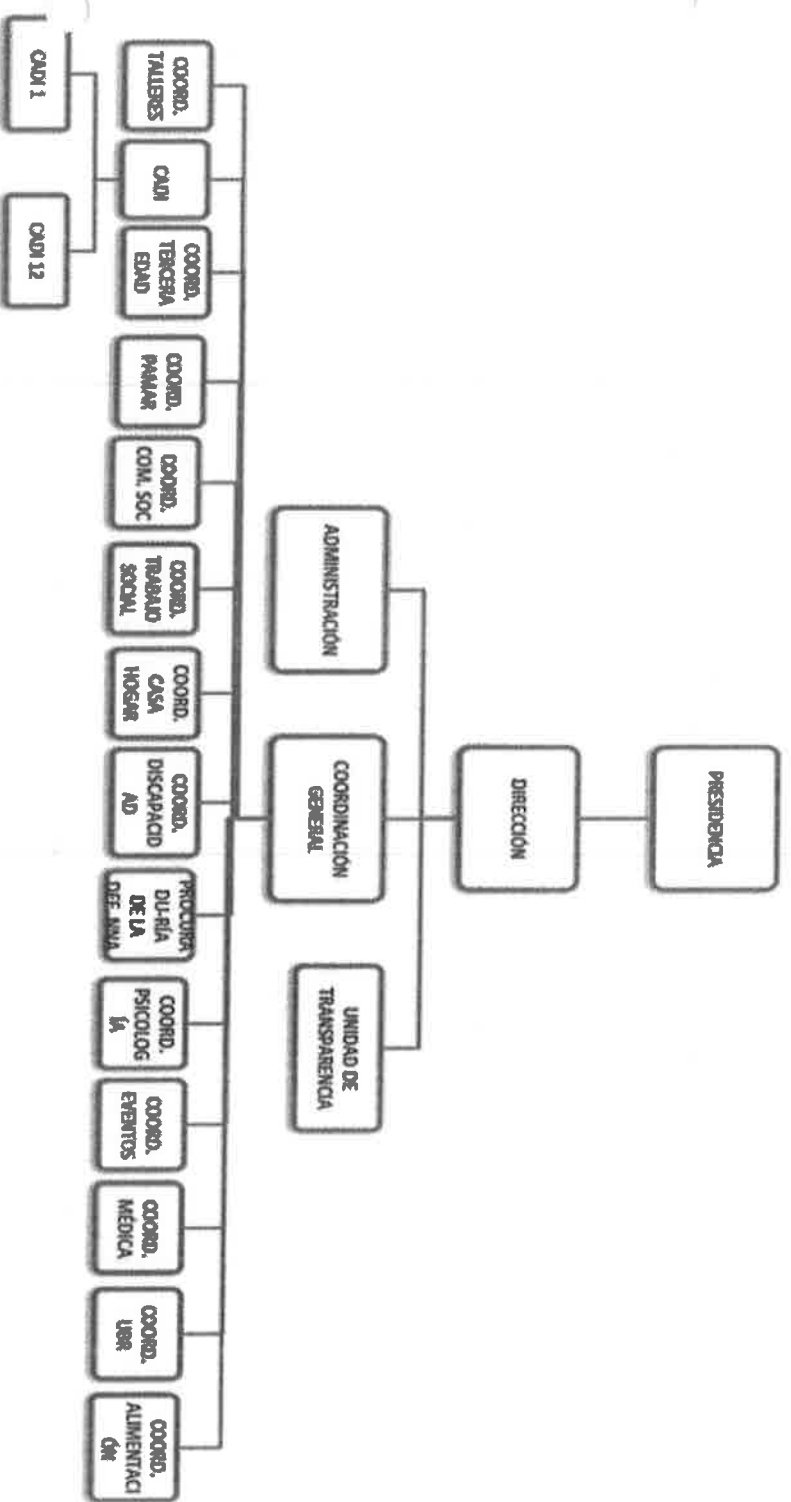 PRESIDENCIA
DIRECCIÓN
ADMINISTRACIÓN
COORDINACIÓN
GENERAL
UNIDAD DE
TRANSPARENCIA
COORD.
TALLERES
CADI
COORD.
TERCERA
EDAD
COORD.
PAMAR
COORD.
COM. SOC
COORD.
TRABAJO
SOCIAL
COORD.
CASA
HOGAR
COORD.
DISCAPACID
AD
PROCURA
DU-RÍA
DE LA
DEF. NNA
COORD.
PSICOLOG
ÍA
COORD.
EVENTOS
COORD.
MÉDICA
COORD.
UBR
COORD.
ALIMENTACI
ÓN
CADI 1
CADI 12